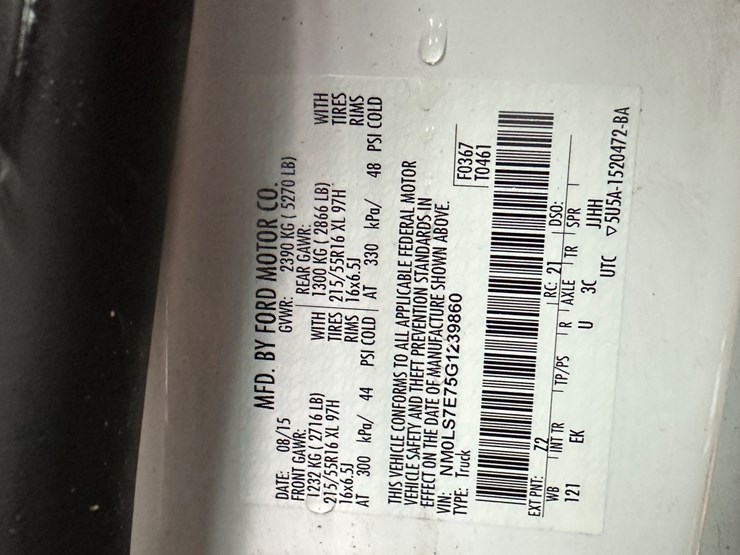 MFD. BY FORD MOTOR CO.
DATE: 08/15 GVWR: 2390 KG ( 5270 LB)
FRONT GAWR: REAR GAWR:
1232 KG ( 2716 LB) WITH 1300 KG ( 2866 LB) WITH
215/55R16 XL 97H TIRES 215/55R16 XL 97H TIRES
16x6.5J RIMS 16x6.5J RIMS
AT 300 kPa/ 44 PSI COLD AT 330 kPa/ 48 PSI COLD
THIS VEHICLE CONFORMS TO ALL APPLICABLE FEDERAL MOTOR
VEHICLE SAFETY AND THEFT PREVENTION STANDARDS IN
EFFECT ON THE DATE OF MANUFACTURE SHOWN ABOVE.
VIN: NM0LS7E75G1239860 F0367
TYPE: Truck T0461
EXT PNT: Z2 RC: 21 DSO:
WB INT TR TP/PS R AXLE TR SPR
121 EK U 3C JJHH
UTC ▽5U5A-1520472-BA